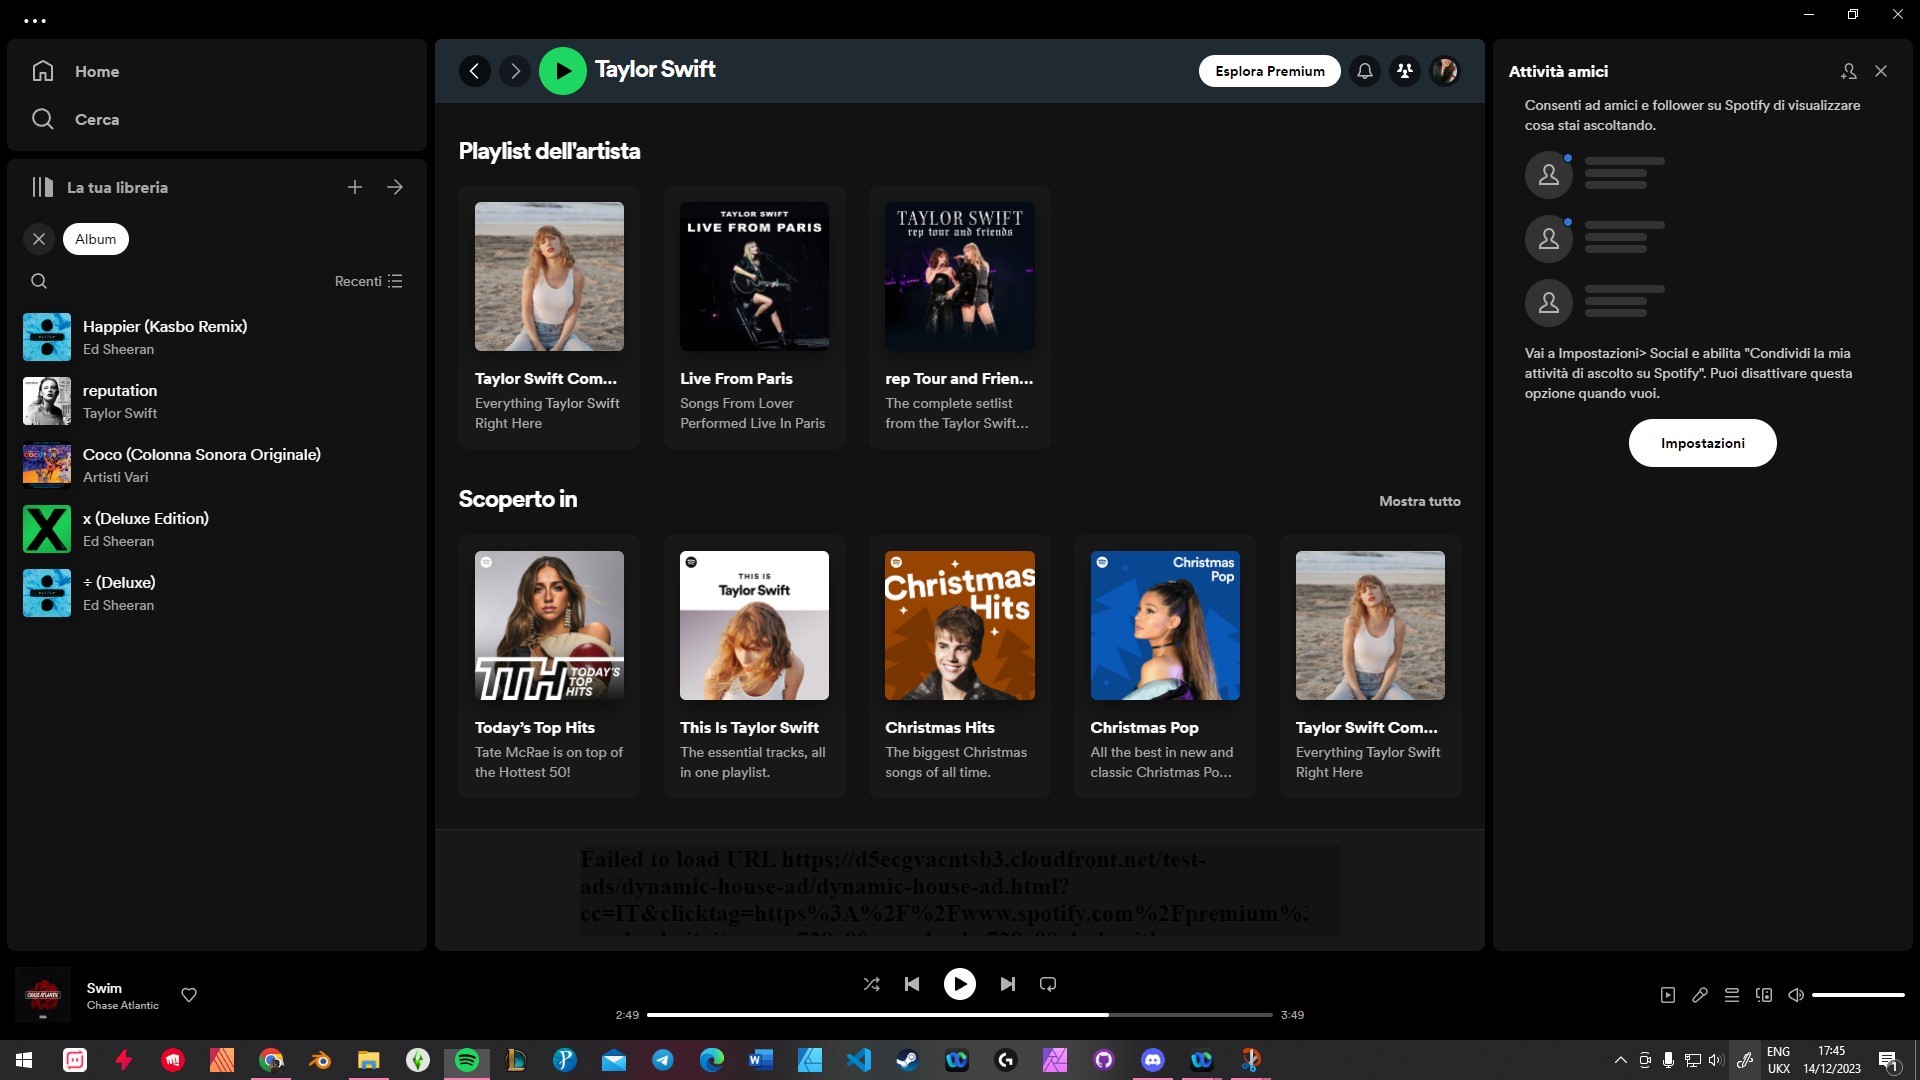 Home
Cerca
La tua libreria
Album
Recenti
Happier (Kasbo Remix)
Ed Sheeran
reputation
Taylor Swift
Coco (Colonna Sonora Originale)
Artisti Vari
x (Deluxe Edition)
Ed Sheeran
÷ (Deluxe)
Ed Sheeran
Taylor Swift
Esplora Premium
Playlist dell'artista
TAYLOR SWIFT
LIVE FROM PARIS
TAYLOR SWIFT
rep tour and friends
Taylor Swift Com...
Everything Taylor Swift
Right Here
Live From Paris
Songs From Lover
Performed Live In Paris
rep Tour and Frien...
The complete setlist
from the Taylor Swift...
Scoperto in
Mostra tutto
TTH TODAY'S
TOP
HITS
THIS IS
Taylor Swift
Christmas
Hits
Christmas
Pop
Today's Top Hits
Tate McRae is on top of
the Hottest 50!
This Is Taylor Swift
The essential tracks, all
in one playlist.
Christmas Hits
The biggest Christmas
songs of all time.
Christmas Pop
All the best in new and
classic Christmas Po...
Taylor Swift Com...
Everything Taylor Swift
Right Here
Failed to load URL https://d5ecgvacntsb3.cloudfront.net/test-
ads/dynamic-house-ad/dynamic-house-ad.html?
cc=IT&clicktag=https%3A%2F%2Fwww.spotify.com%2Fpremium%
Attività amici
Consenti ad amici e follower su Spotify di visualizzare
cosa stai ascoltando.
Vai a Impostazioni> Social e abilita "Condividi la mia
attività di ascolto su Spotify". Puoi disattivare questa
opzione quando vuoi.
Impostazioni
CHASE ATLANTIC
Swim
Chase Atlantic
2:49
3:49
ENG
UKX
17:45
14/12/2023
1